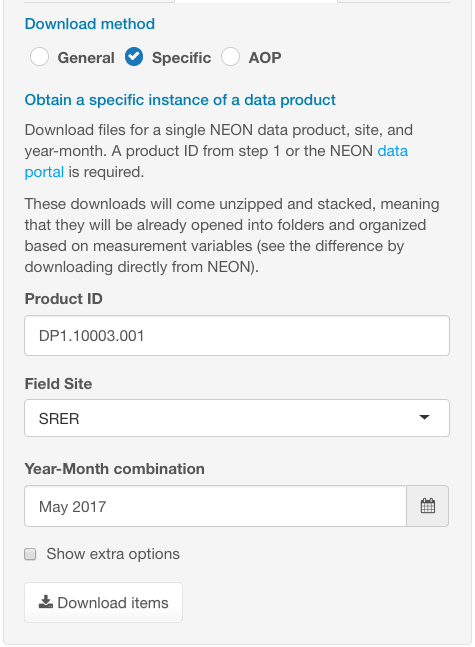 Download method
General Specific AOP
Obtain a specific instance of a data product
Download files for a single NEON data product, site, and
year-month. A product ID from step 1 or the NEON data
portal is required.
These downloads will come unzipped and stacked, meaning
that they will be already opened into folders and organized
based on measurement variables (see the difference by
downloading directly from NEON).
Product ID
DP1.10003.001
Field Site
SRER
Year-Month combination
May 2017
Show extra options
Download items